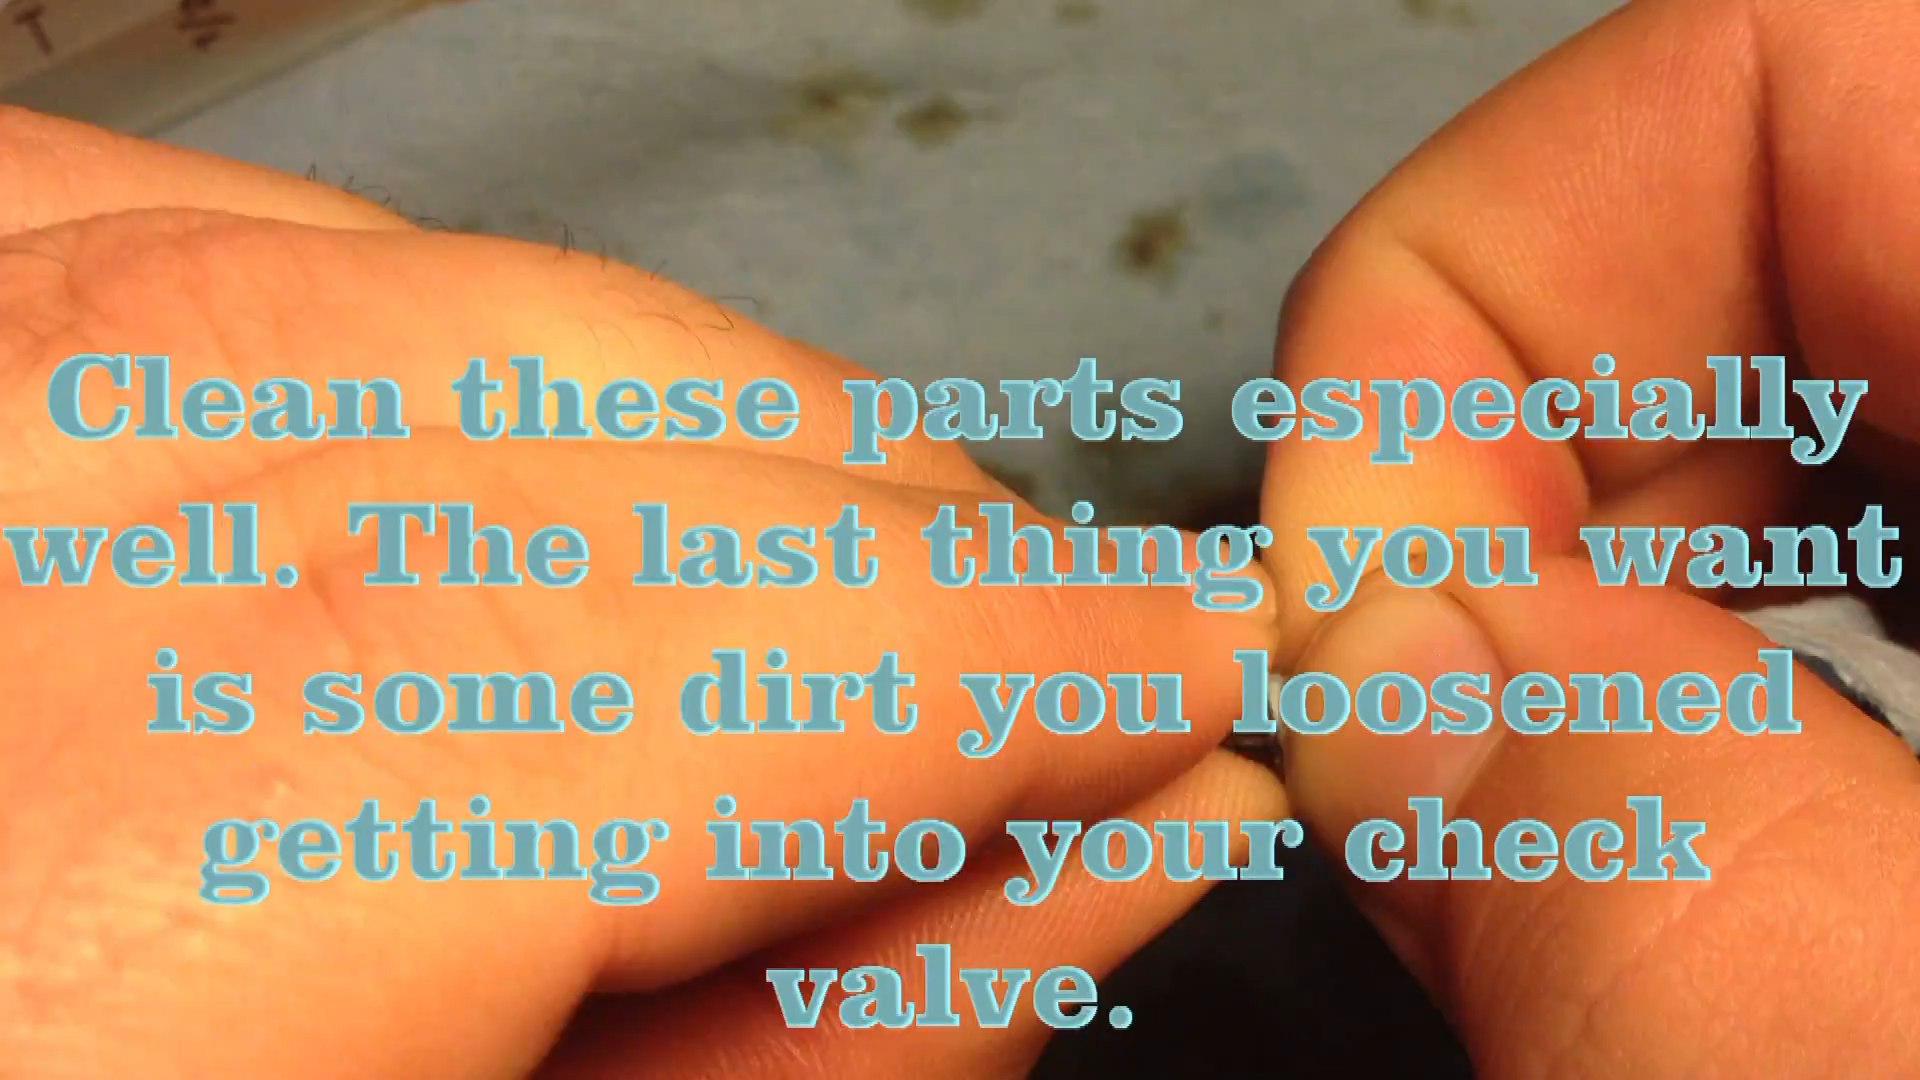 Clean these parts especially
well. The last thing you want
is some dirt you loosened
getting into your check
valve.